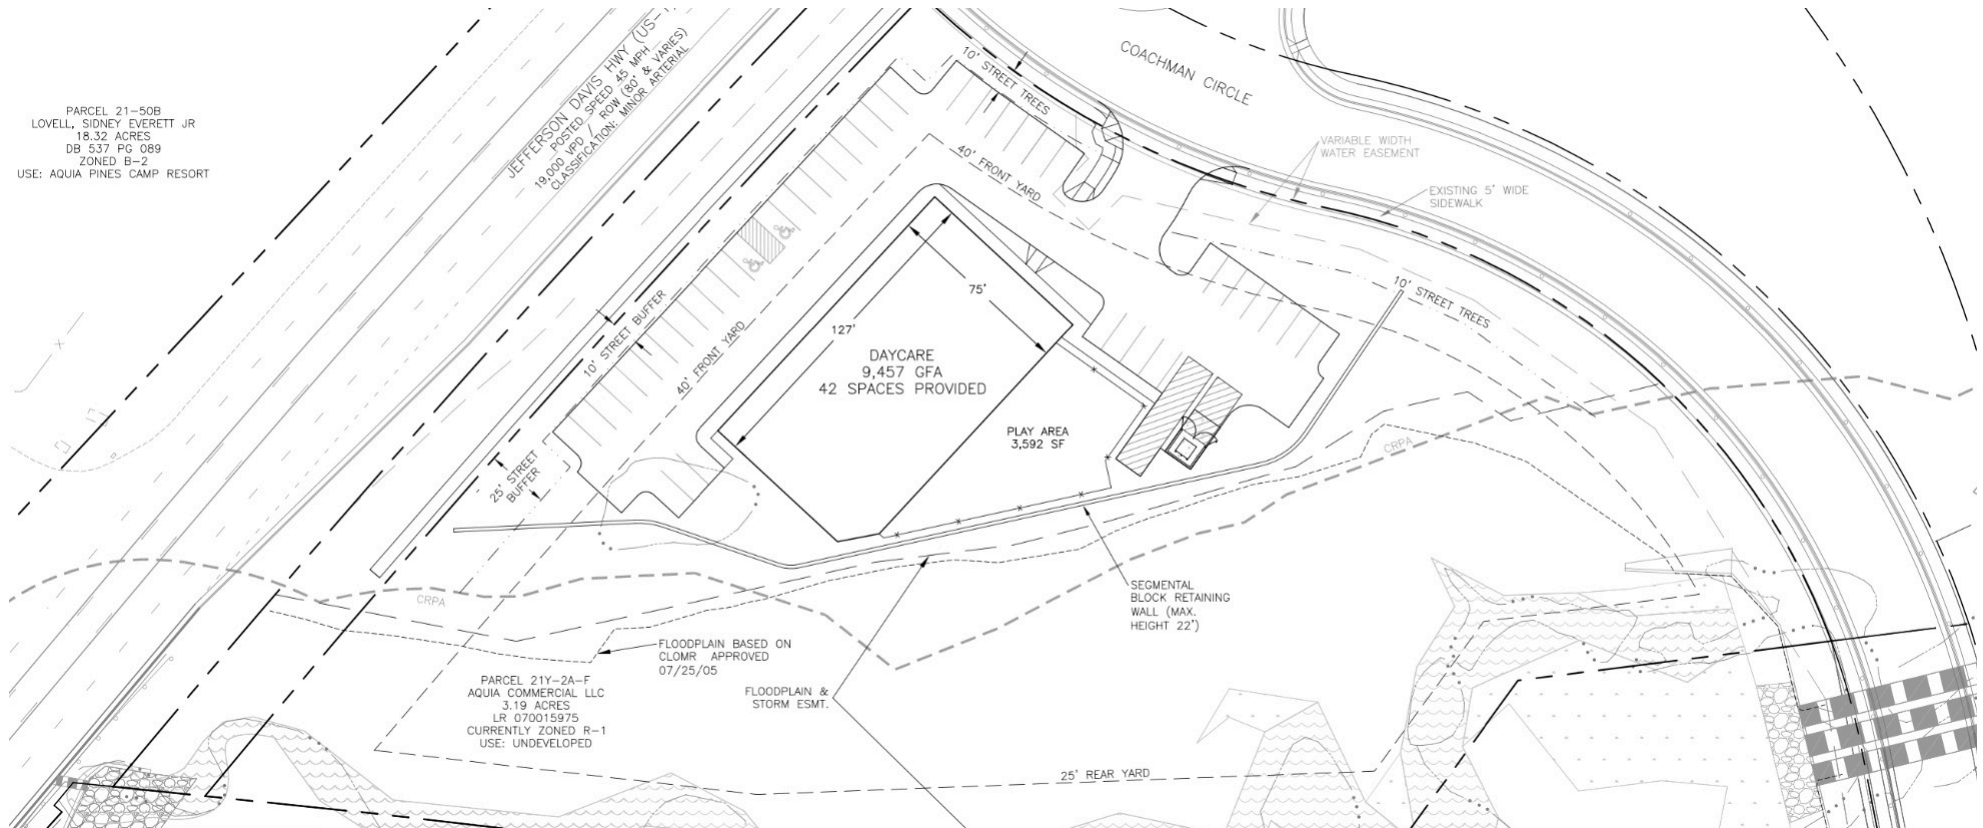 PARCEL 21-50B
LOVELL, SIDNEY EVERETT JR
18.32 ACRES
DB 537 PG 089
ZONED B-2
USE: AQUIA PINES CAMP RESORT
JEFFERSON DAVIS HWY (US-1)
POSTED SPEED 45 MPH
19,000 VPD / ROW (80' & VARIES)
CLASSIFICATION: MINOR ARTERIAL
10' STREET TREES
COACHMAN CIRCLE
VARIABLE WIDTH
WATER EASEMENT
40' FRONT YARD
EXISTING 5' WIDE
SIDEWALK
10' STREET TREES
10' STREET BUFFER
40' FRONT YARD
75'
127'
DAYCARE
9,457 GFA
42 SPACES PROVIDED
PLAY AREA
3,592 SF
25' STREET
BUFFER
CRPA
CRPA
SEGMENTAL
BLOCK RETAINING
WALL (MAX.
HEIGHT 22')
FLOODPLAIN BASED ON
CLOMR APPROVED
07/25/05
PARCEL 21Y-2A-F
AQUIA COMMERCIAL LLC
3.19 ACRES
LR 070015975
CURRENTLY ZONED R-1
USE: UNDEVELOPED
FLOODPLAIN &
STORM ESMT.
25' REAR YARD